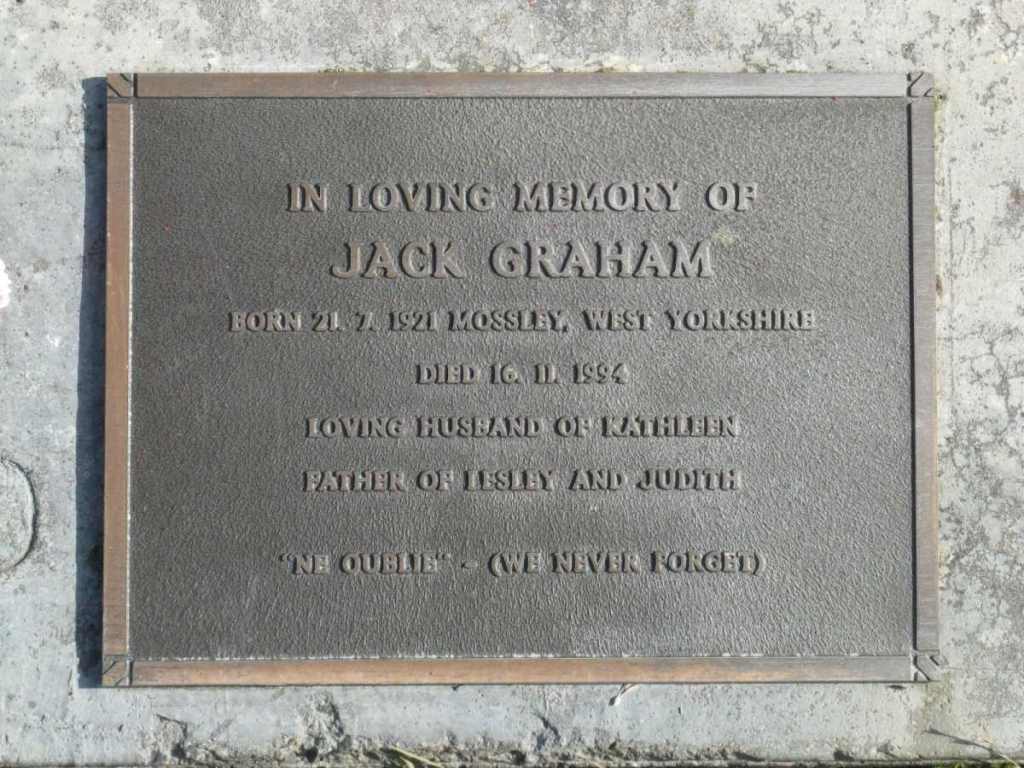 IN LOVING MEMORY OF
JACK GRAHAM
BORN 21. 7. 1921 MOSSLEY, WEST YORKSHIRE
DIED 16. 11. 1994
LOVING HUSBAND OF KATHLEEN
FATHER OF LESLEY AND JUDITH
"NE OUBLIE" - (WE NEVER FORGET)